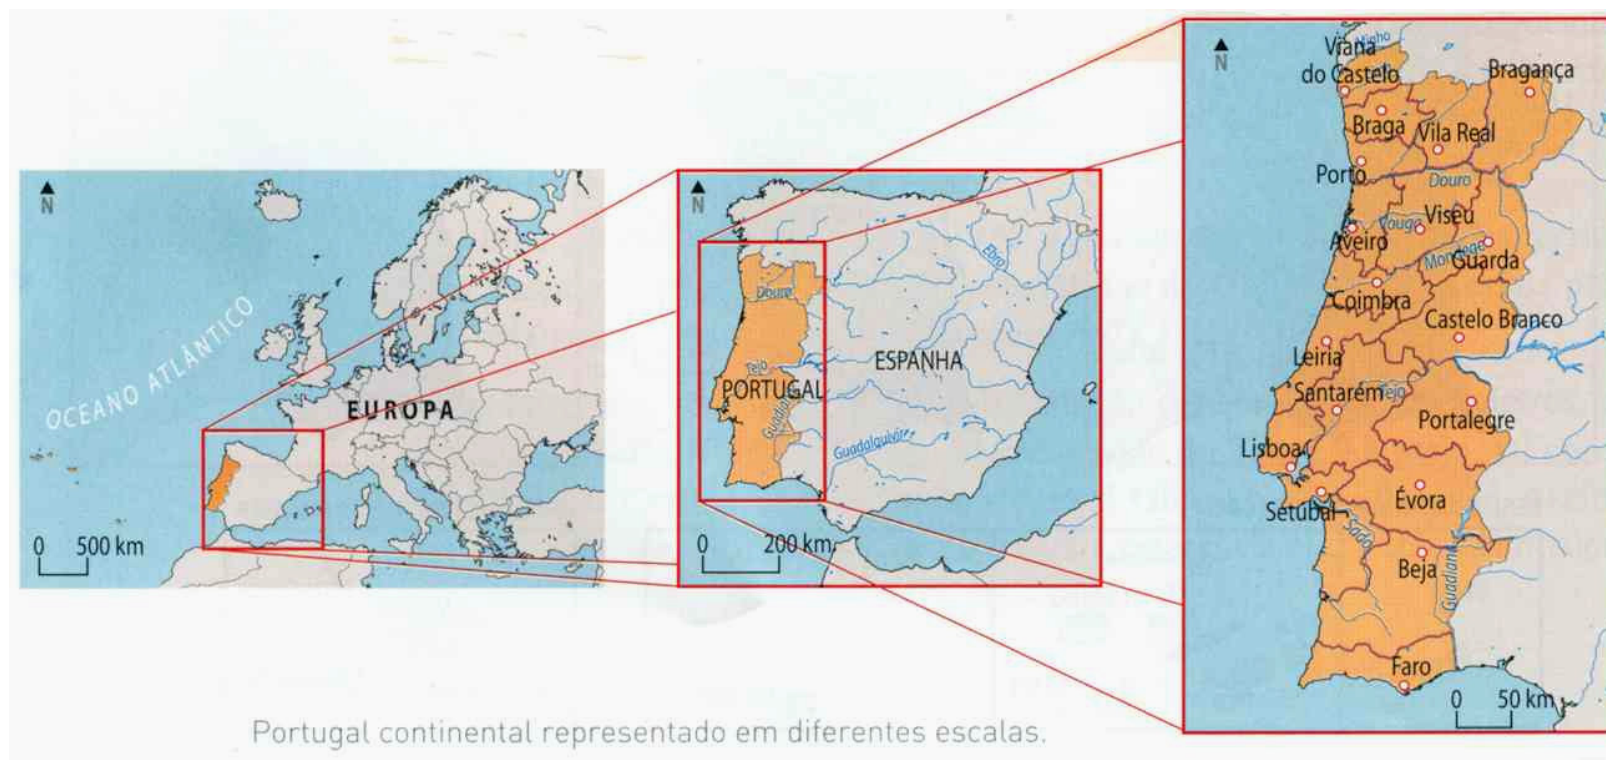 N
OCEANO ATLÂNTICO
EUROPA
0 500 km
N
Ebro
Douro
Tejo
ESPANHA
PORTUGAL
Guadiana
Guadalquivir
0 200 km
N
Minho
Viana
do Castelo
Bragança
Braga
Vila Real
Porto
Douro
Viseu
Vouga
Aveiro
Mondego
Guarda
Coimbra
Castelo Branco
Leiria
Santarém
Tejo
Portalegre
Lisboa
Évora
Setúbal
Sado
Beja
Guadiana
Faro
0 50 km
Portugal continental representado em diferentes escalas.